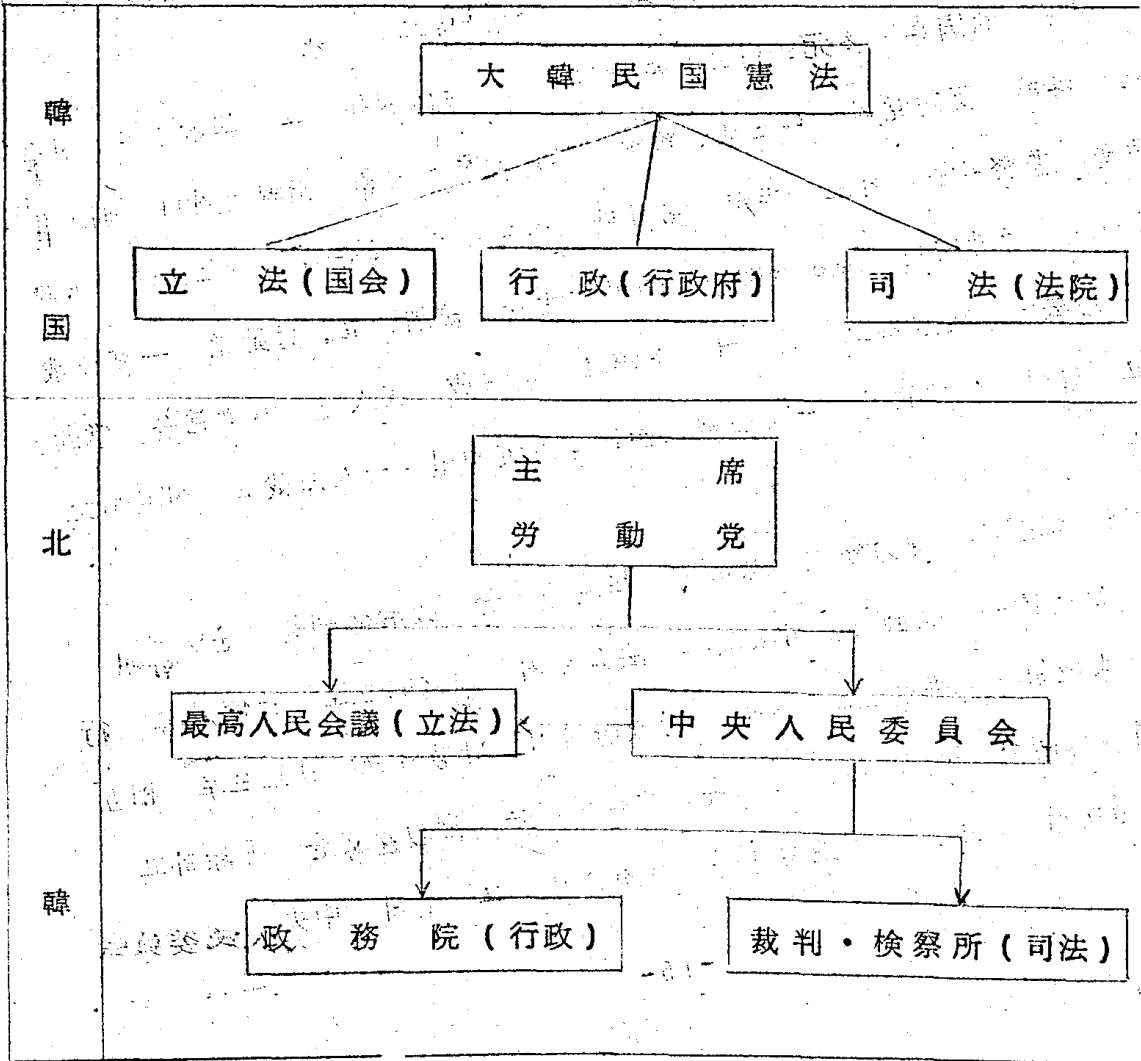 韓国
大韓民国憲法
立法(国会) 行政(行政府) 司法(法院)
北韓
主席
労動党
最高人民会議(立法) 中央人民委員会
政務院(行政) 裁判・検察所(司法)